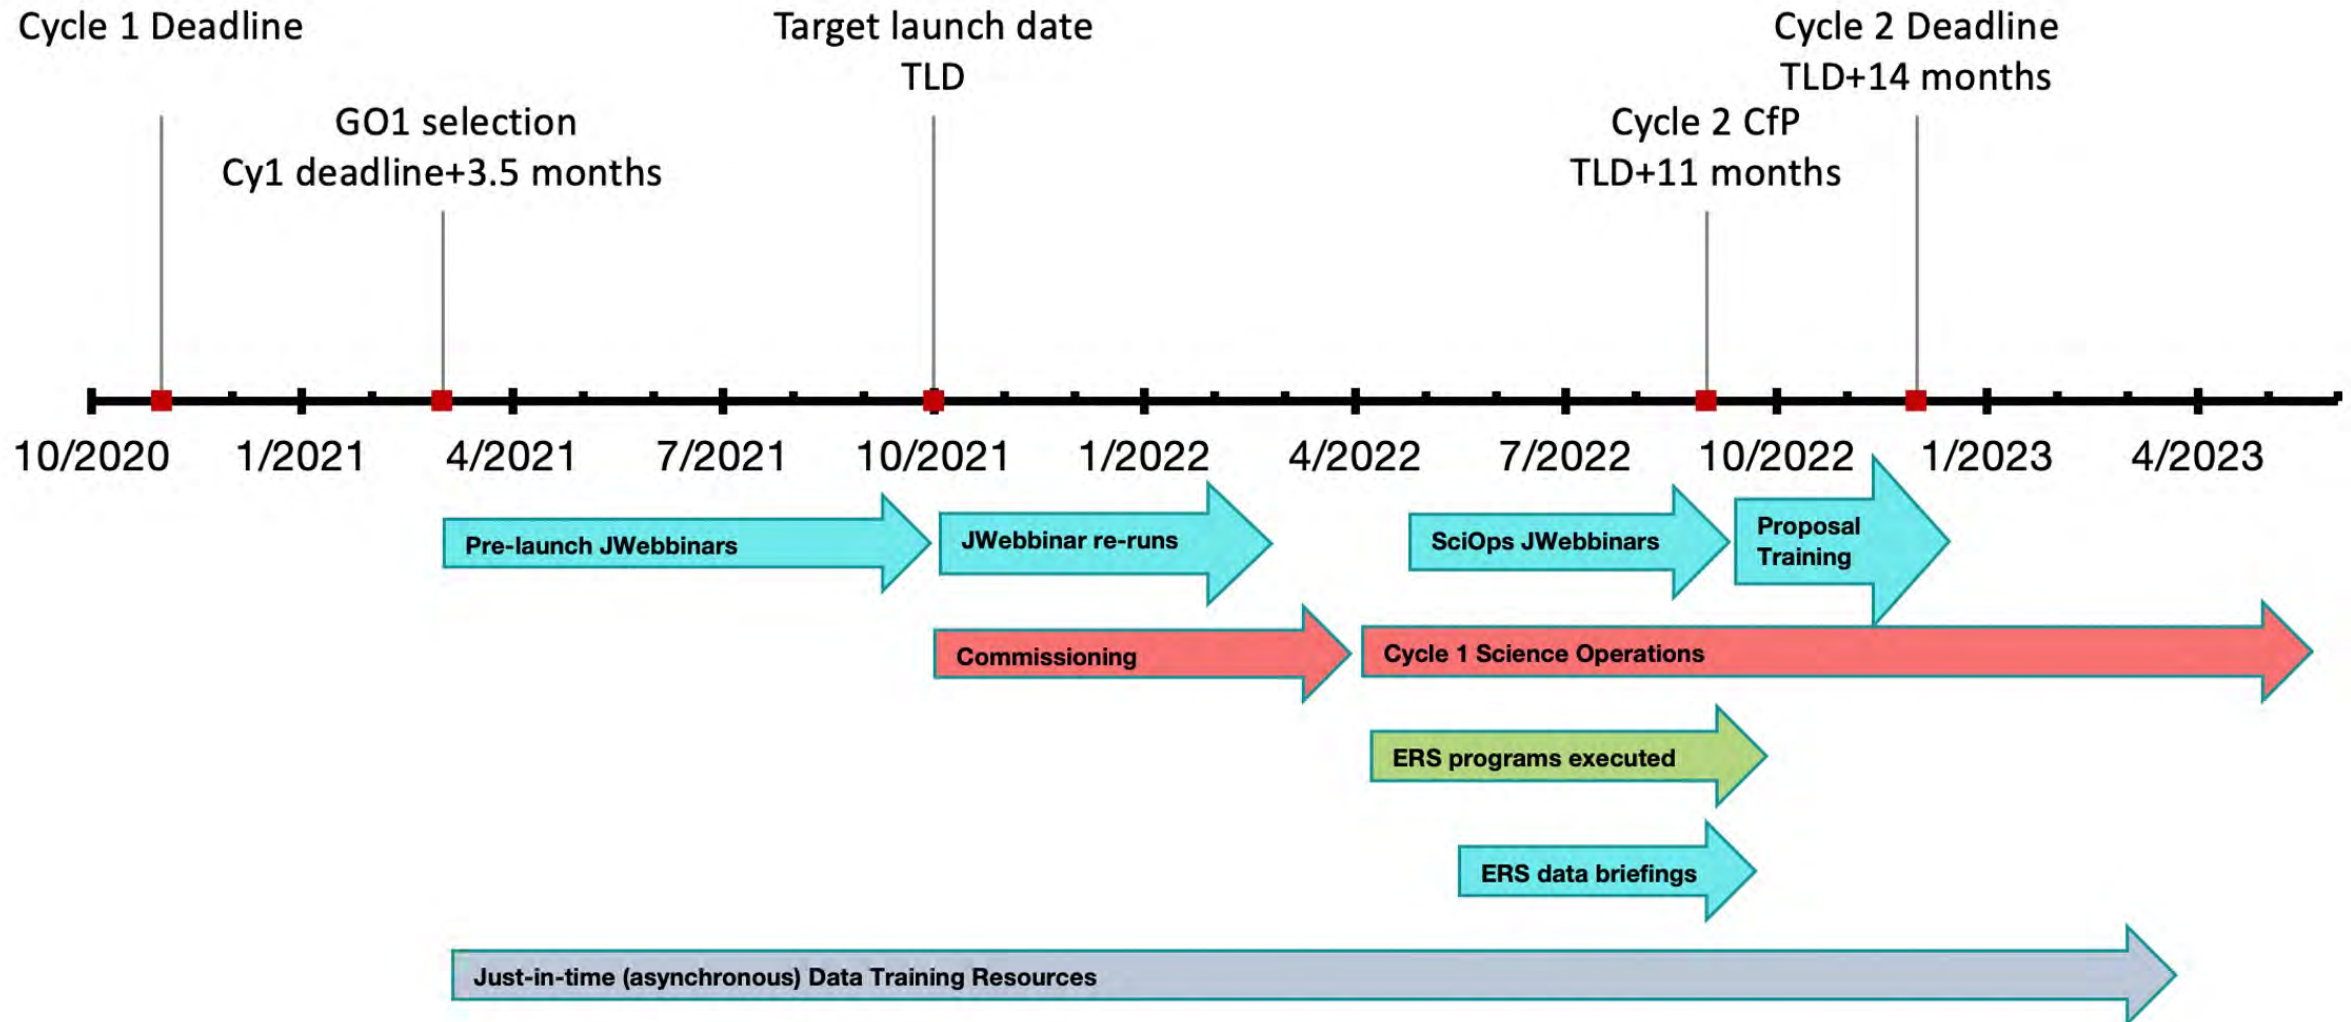 Cycle 1 Deadline
Target launch date
TLD
Cycle 2 Deadline
TLD+14 months
GO1 selection
Cy1 deadline+3.5 months
Cycle 2 CfP
TLD+11 months
10/2020 1/2021 4/2021 7/2021 10/2021 1/2022 4/2022 7/2022 10/2022 1/2023 4/2023
Pre-launch JWebbinars
JWebbinar re-runs
SciOps JWebbinars
Proposal
Training
Commissioning
Cycle 1 Science Operations
ERS programs executed
ERS data briefings
Just-in-time (asynchronous) Data Training Resources